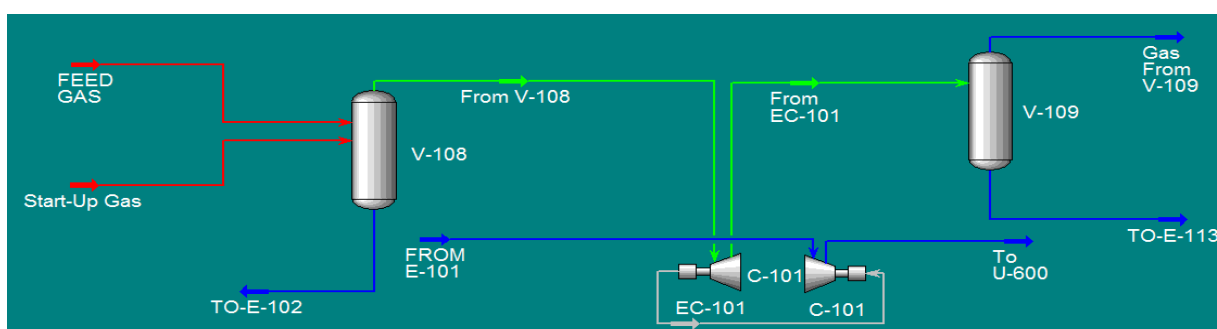 FEED
GAS
Start-Up Gas
From V-108
V-108
TO-E-102
FROM
E-101
EC-101
C-101
C-101
From
EC-101
To
U-600
Gas
From
V-109
V-109
TO-E-113